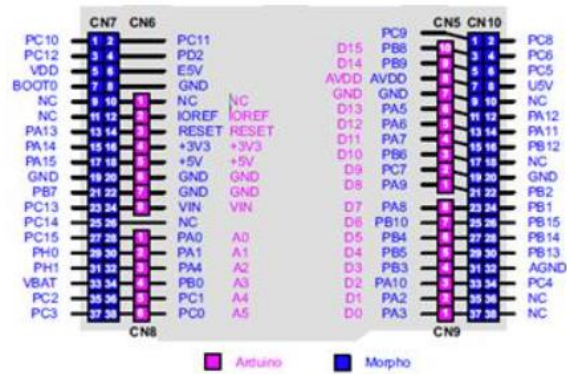 CN7 CN6 CN5 CN10
PC9
PC10 1 2 PC11 D15 PB8 10 1 2 PC8
PC12 3 4 PD2 D14 PB9 9 3 4 PC6
VDD 5 6 E5V AVDD AVDD 8 5 6 PC5
BOOT0 7 8 GND GND GND 7 7 8 U5V
NC 9 10 1 NC NC D13 PA5 6 9 10 NC
NC 11 12 2 IOREF IOREF D12 PA6 5 11 12 PA12
PA13 13 14 3 RESET RESET D11 PA7 4 13 14 PA11
PA14 15 16 4 +3V3 +3V3 D10 PB6 3 15 16 PB12
PA15 17 18 5 +5V +5V D9 PC7 2 17 18 NC
GND 19 20 6 GND GND D8 PA9 1 19 20 GND
PB7 21 22 7 GND GND 21 22 PB2
PC13 23 24 8 VIN VIN D7 PA8 8 23 24 PB1
PC14 25 26 NC D6 PB10 7 25 26 PB15
PC15 27 28 1 PA0 A0 D5 PB4 6 27 28 PB14
PH0 29 30 2 PA1 A1 D4 PB5 5 29 30 PB13
PH1 31 32 3 PA4 A2 D3 PB3 4 31 32 AGND
VBAT 33 34 4 PB0 A3 D2 PA10 3 33 34 PC4
PC2 35 36 5 PC1 A4 D1 PA2 2 35 36 NC
PC3 37 38 6 PC0 A5 D0 PA3 1 37 38 NC
CN8 CN9
Arduino Morpho